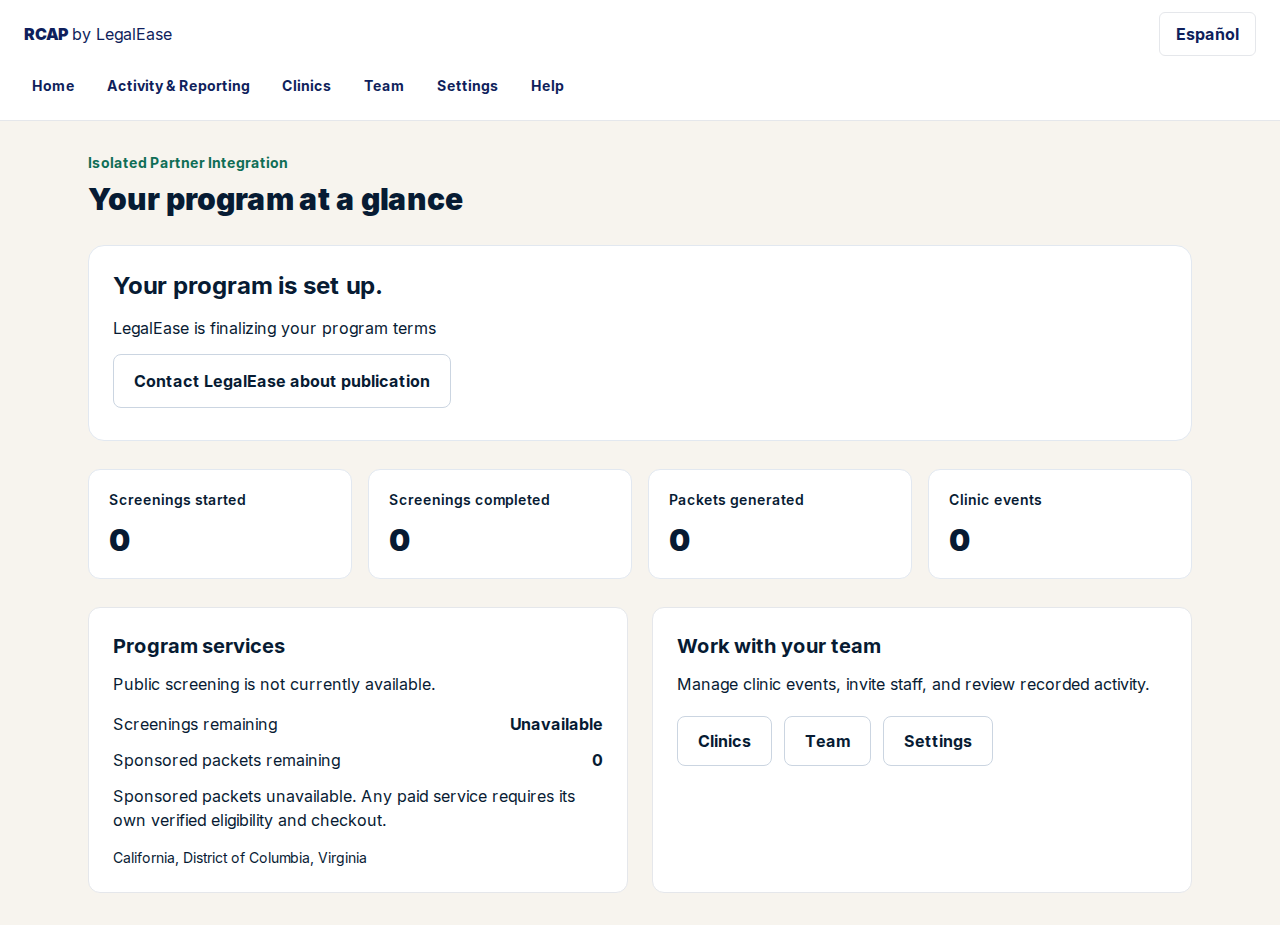 RCAP by LegalEase
Español
Home
Activity & Reporting
Clinics
Team
Settings
Help
Isolated Partner Integration
Your program at a glance
Your program is set up.
LegalEase is finalizing your program terms
Contact LegalEase about publication
Screenings started
0
Screenings completed
0
Packets generated
0
Clinic events
0
Program services
Public screening is not currently available.
Screenings remaining
Unavailable
Sponsored packets remaining
0
Sponsored packets unavailable. Any paid service requires its
own verified eligibility and checkout.
California, District of Columbia, Virginia
Work with your team
Manage clinic events, invite staff, and review recorded activity.
Clinics
Team
Settings